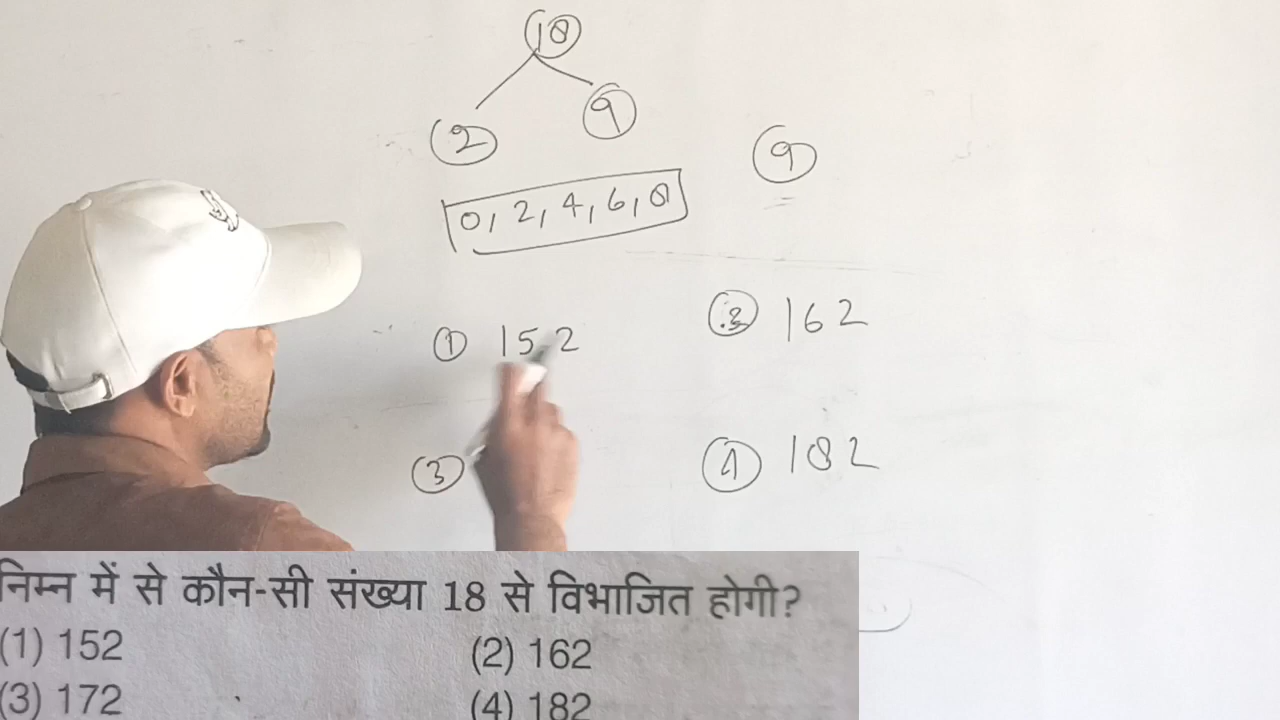 18
2 9
9
0, 2, 4, 6, 8
(1) 152
(2) 162
(3)
(4) 182
निम्न में से कौन-सी संख्या 18 से विभाजित होगी?
(1) 152 (2) 162
(3) 172 (4) 182